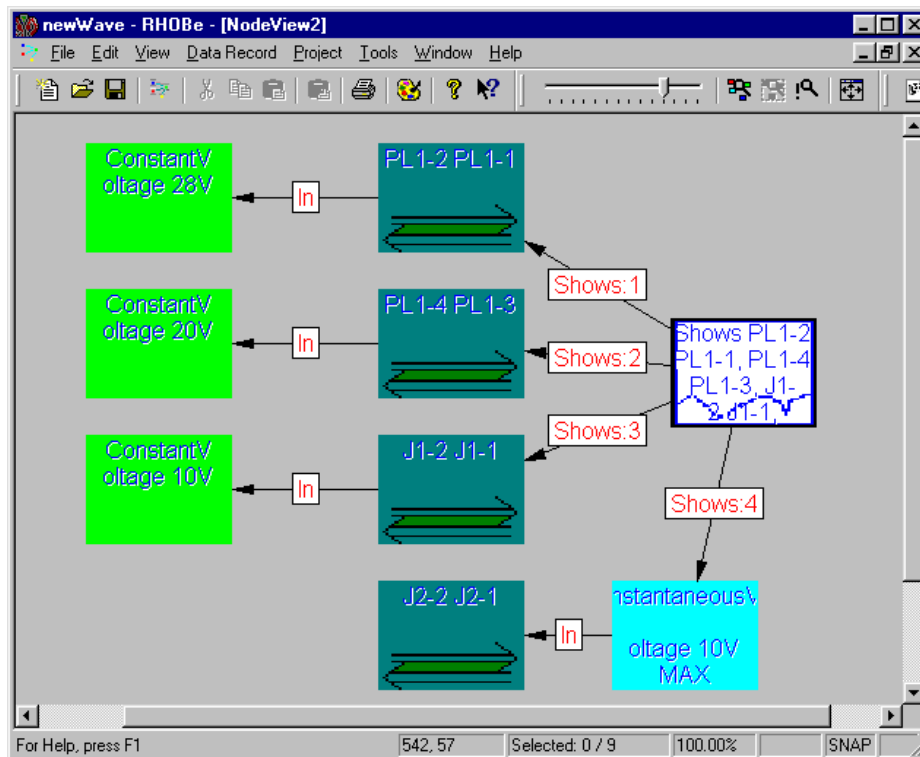 newWave - RHOBe - [NodeView2]
File Edit View Data Record Project Tools Window Help
ConstantV
oltage 28V
In
PL1-2 PL1-1
Shows:1
ConstantV
oltage 20V
In
PL1-4 PL1-3
Shows:2
Shows PL1-2
PL1-1, PL1-4
PL1-3, J1-
2 J1-1,
Shows:3
ConstantV
oltage 10V
In
J1-2 J1-1
Shows:4
J2-2 J2-1
In
nstantaneousV
oltage 10V
MAX
For Help, press F1
542, 57
Selected: 0 / 9
100.00%
SNAP